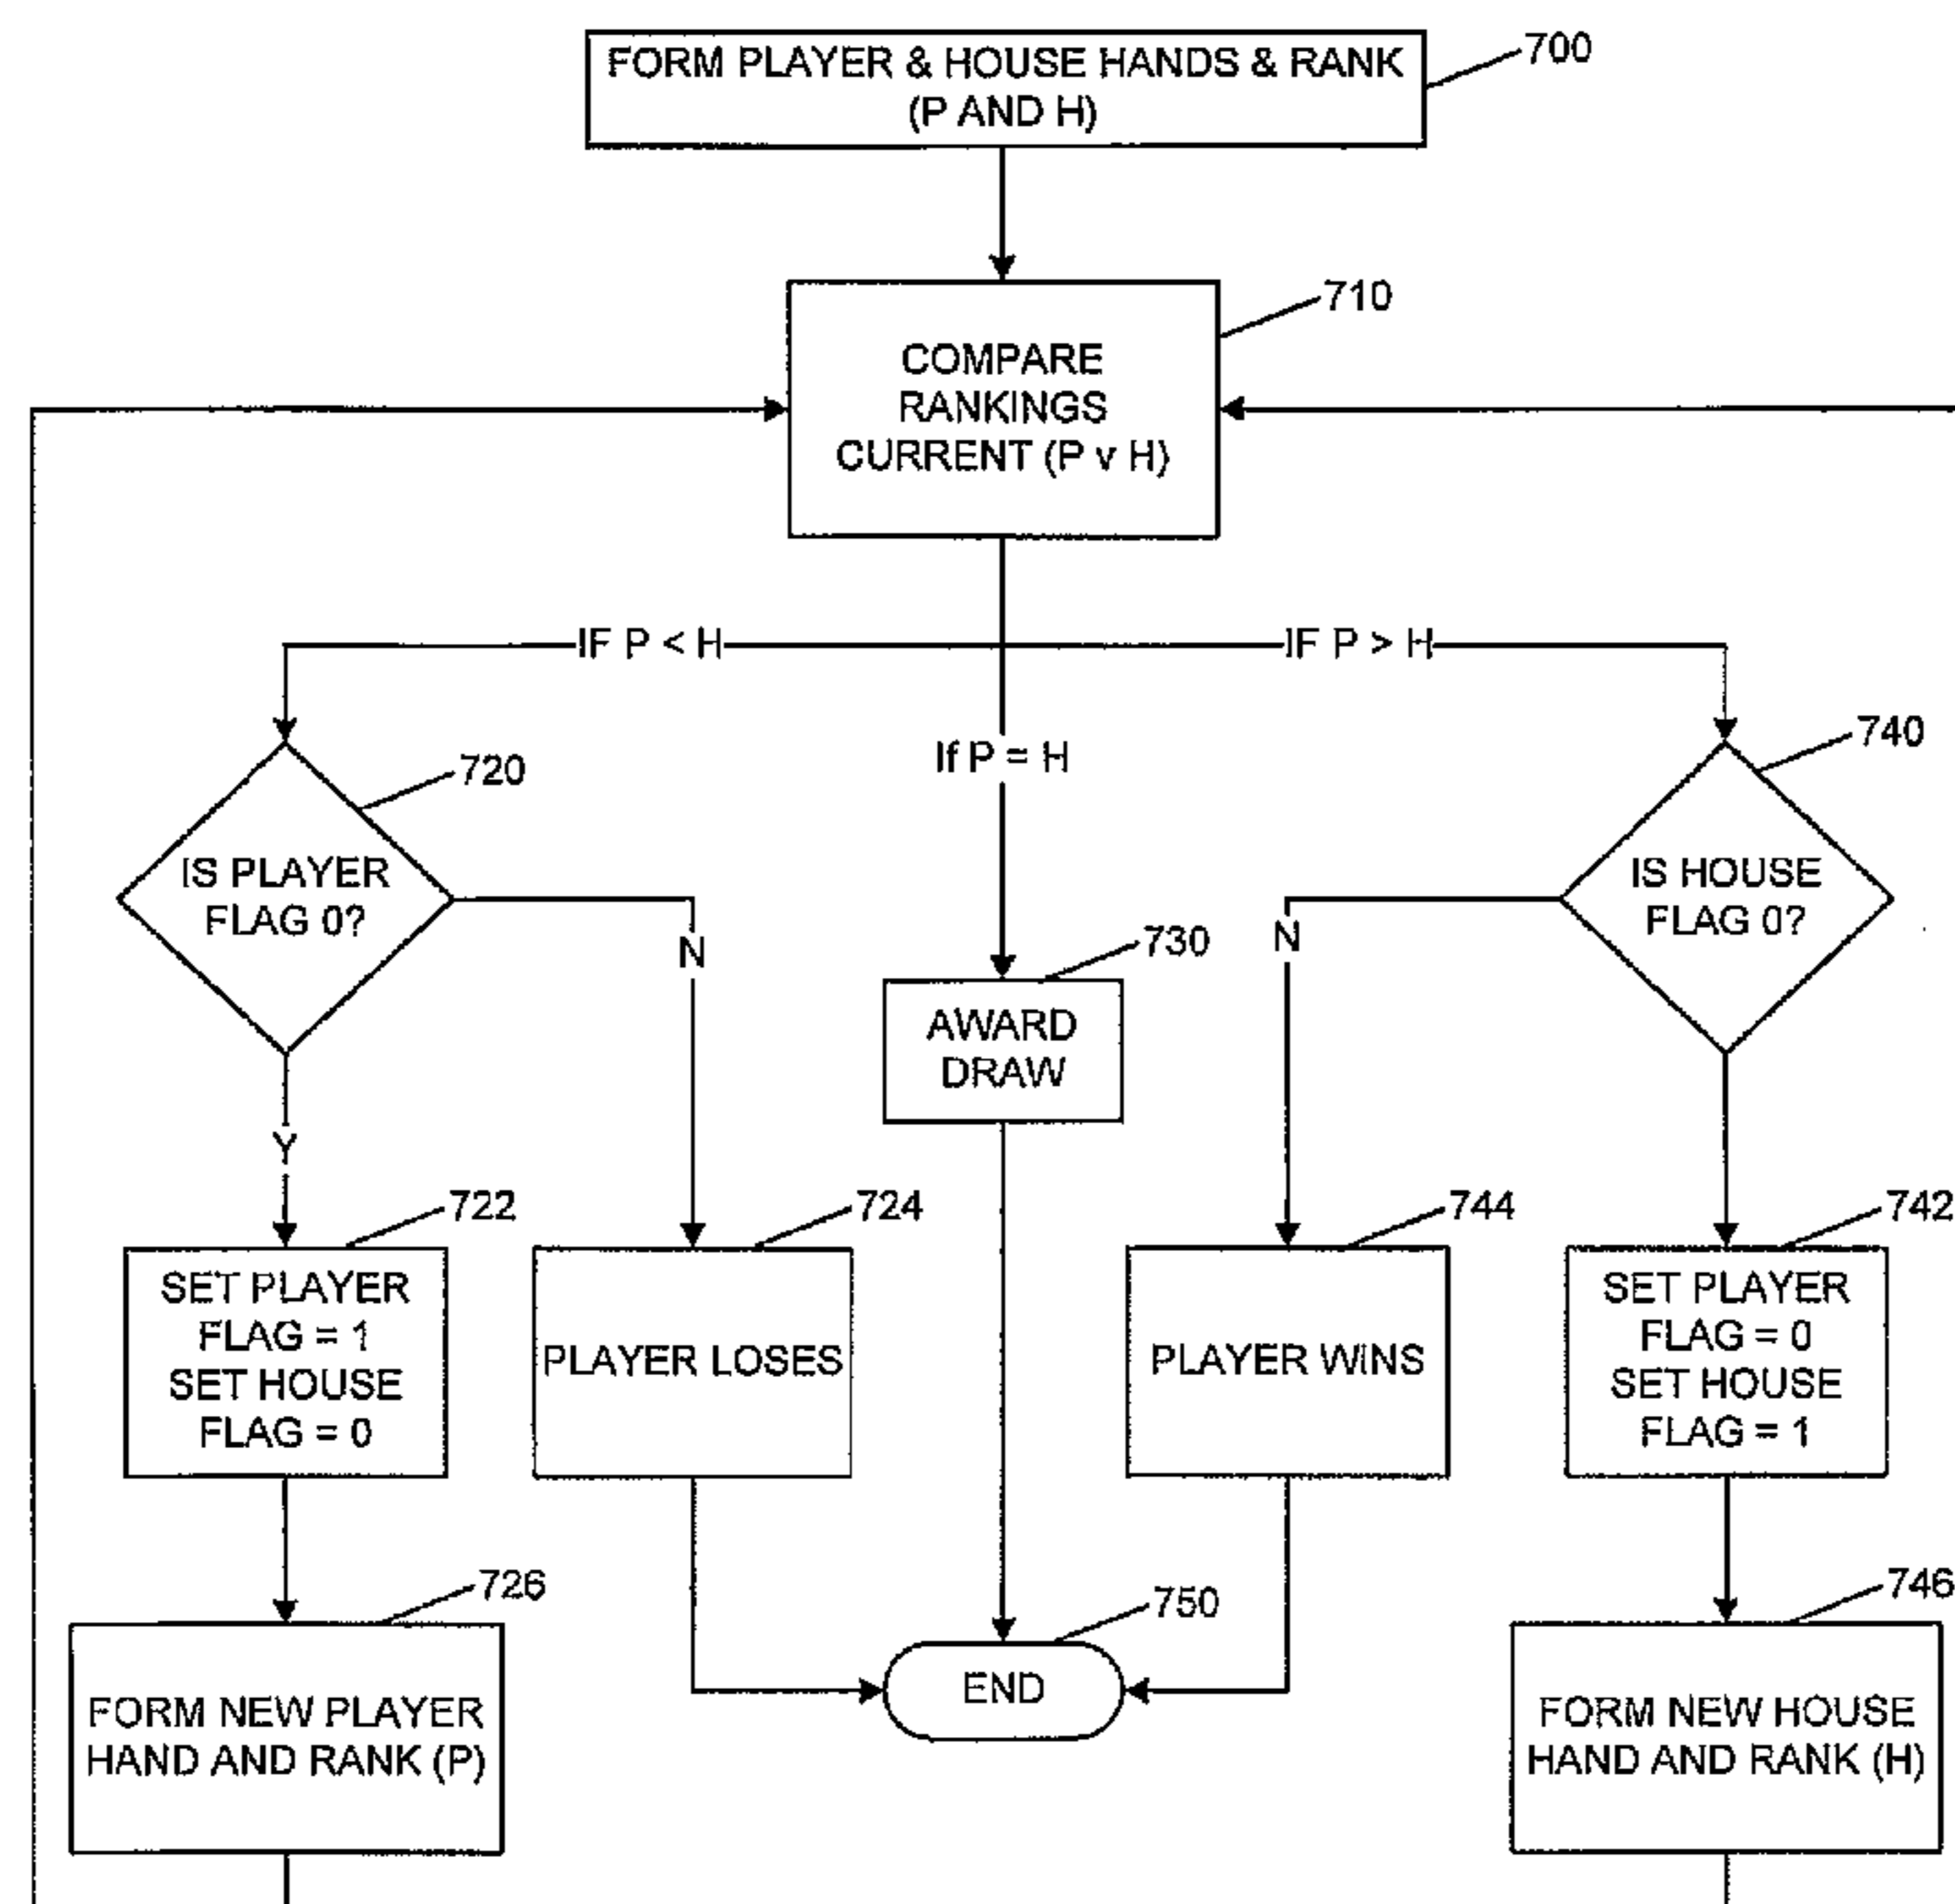 FORM PLAYER & HOUSE HANDS & RANK
(P AND H)
700
710
COMPARE
RANKINGS
CURRENT (P v H)
IF P < H
IF P > H
If P = H
720
IS PLAYER
FLAG 0?
740
IS HOUSE
FLAG 0?
N
N
730
AWARD
DRAW
Y
722
SET PLAYER
FLAG = 1
SET HOUSE
FLAG = 0
724
PLAYER LOSES
744
PLAYER WINS
742
SET PLAYER
FLAG = 0
SET HOUSE
FLAG = 1
726
FORM NEW PLAYER
HAND AND RANK (P)
750
END
746
FORM NEW HOUSE
HAND AND RANK (H)